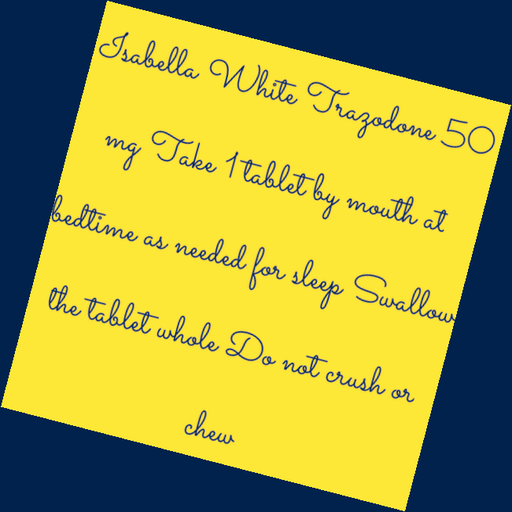 Isabella White Trazodone 50
mg Take 1 tablet by mouth at
bedtime as needed for sleep Swallow
the tablet whole Do not crush or
chew